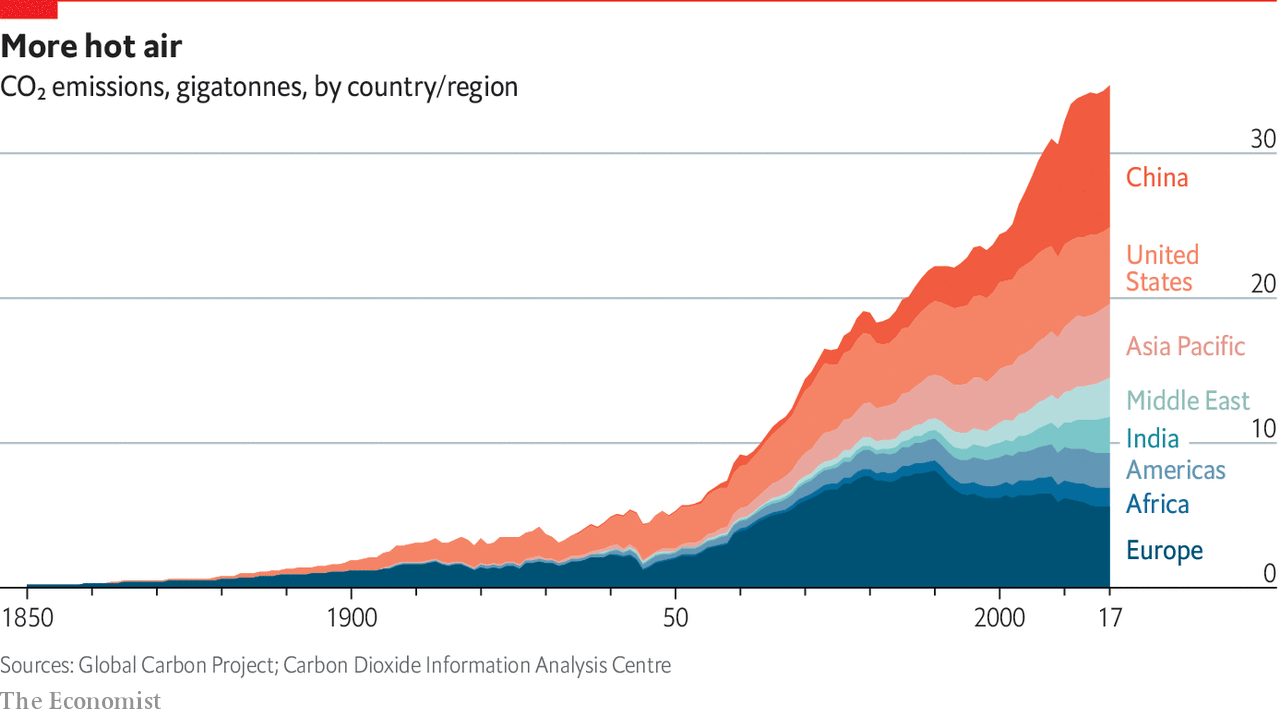 More hot air
CO₂ emissions, gigatonnes, by country/region
30
China
United
States
20
Asia Pacific
Middle East
India
10
Americas
Africa
Europe
0
1850
1900
50
2000
17
Sources: Global Carbon Project; Carbon Dioxide Information Analysis Centre
The Economist